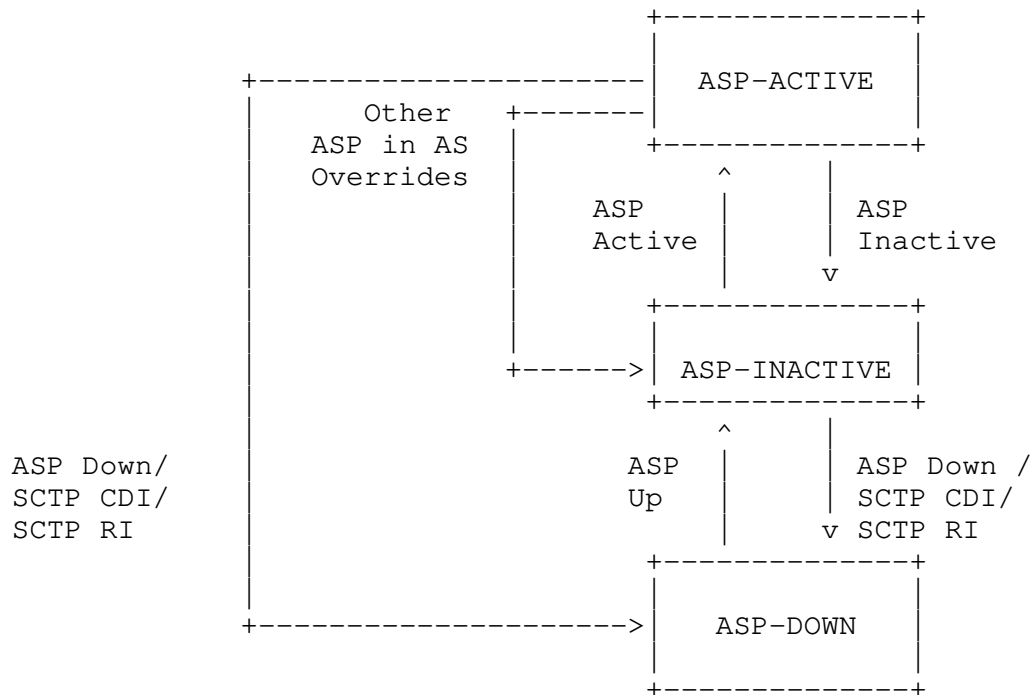 ASP-ACTIVE
Other
ASP in AS
Overrides
ASP
Active
ASP
Inactive
ASP-INACTIVE
ASP Down/
SCTP CDI/
SCTP RI
ASP
Up
ASP Down /
SCTP CDI/
SCTP RI
ASP-DOWN